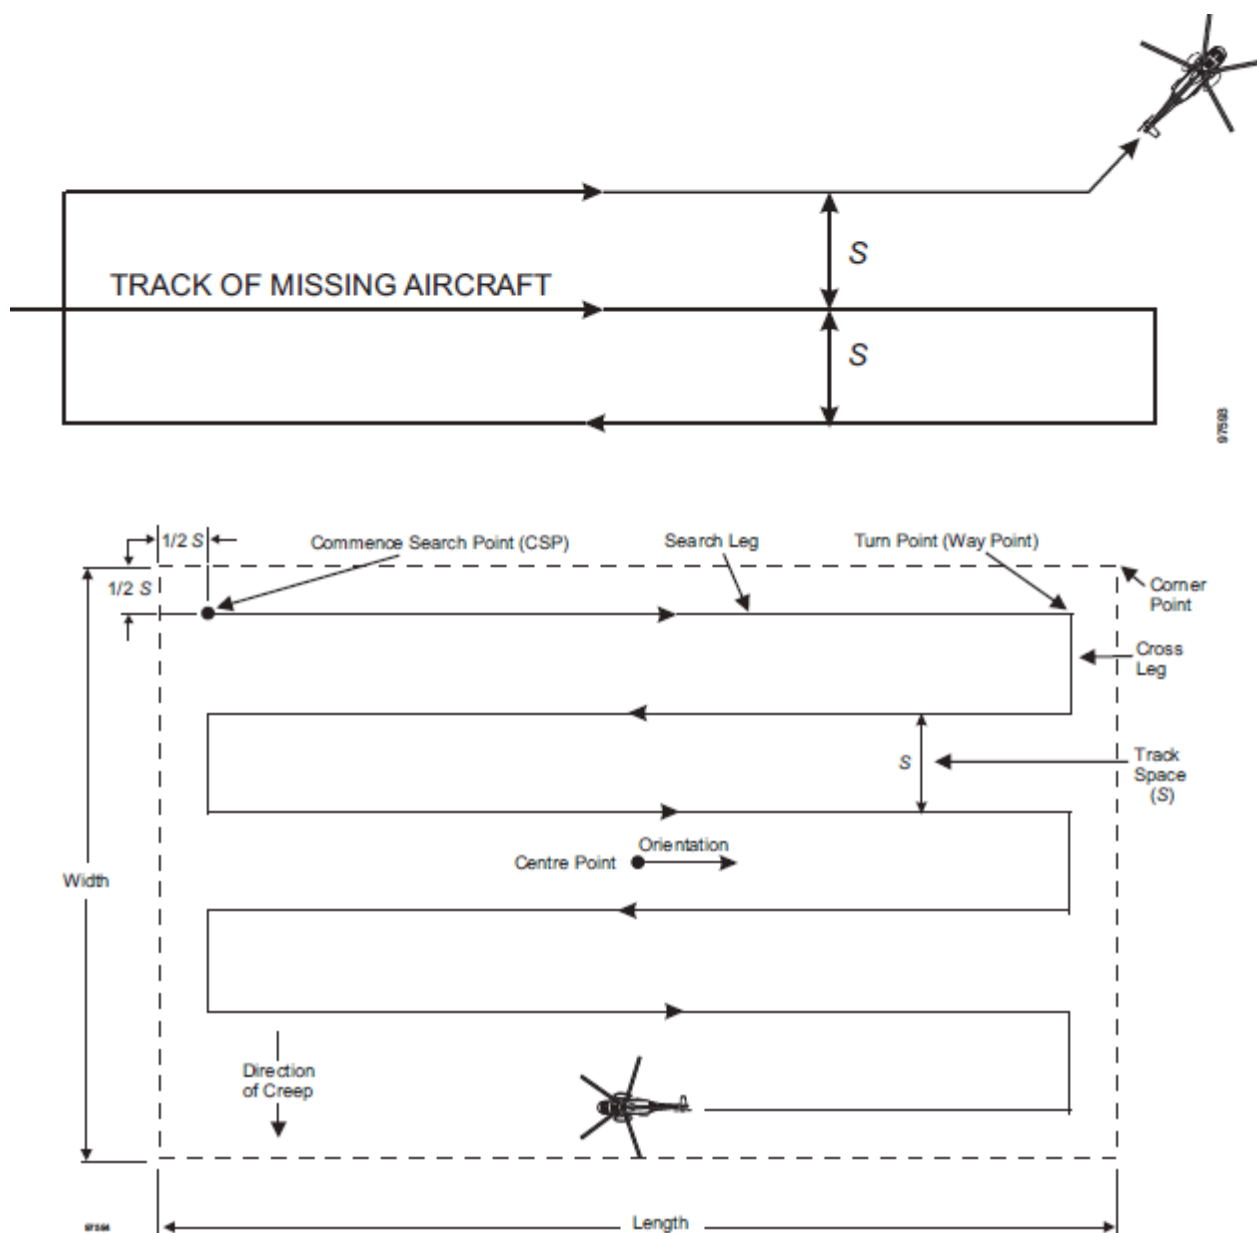 S
TRACK OF MISSING AIRCRAFT
S
97593
1/2 S
Commence Search Point (CSP)
Search Leg
Turn Point (Way Point)
1/2 S
Corner
Point
Cross
Leg
S
Track
Space
(S)
Orientation
Centre Point
Width
Direction
of Creep
97594
Length